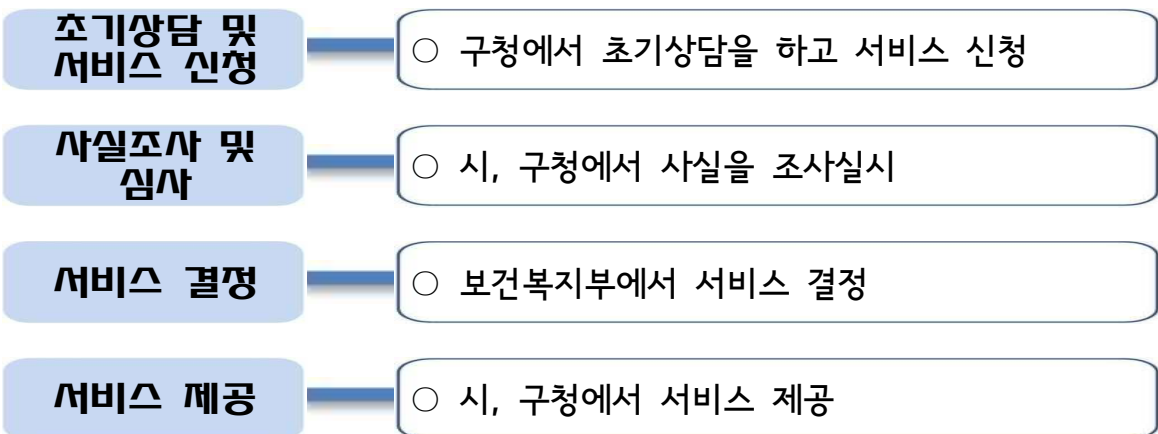 초기상담 및
서비스 신청
○ 구청에서 초기상담을 하고 서비스 신청
사실조사 및
심사
○ 시, 구청에서 사실을 조사실시
서비스 결정
○ 보건복지부에서 서비스 결정
서비스 제공
○ 시, 구청에서 서비스 제공